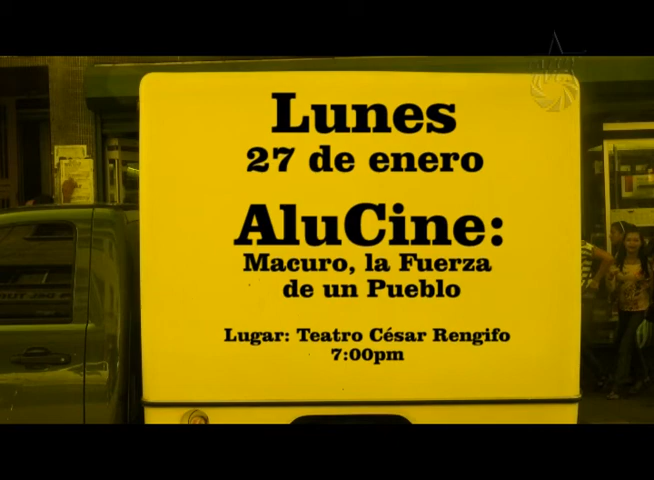 Lunes
27 de enero
AluCine:
Macuro, la Fuerza
de un Pueblo
Lugar: Teatro César Rengifo
7:00pm